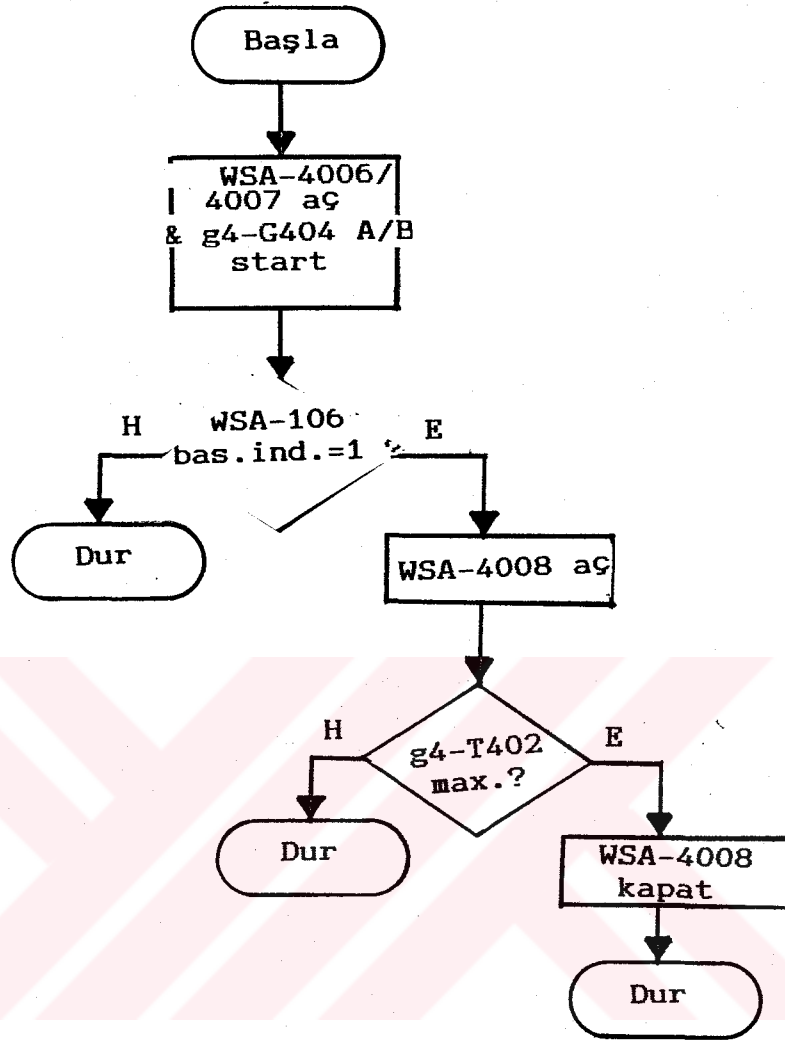 Başla
WSA-4006/
4007 aç
& g4-G404 A/B
start
H
WSA-106
E
bas.ind.=1
Dur
WSA-4008 aç
H
g4-T402
E
max.?
Dur
WSA-4008
kapat
Dur